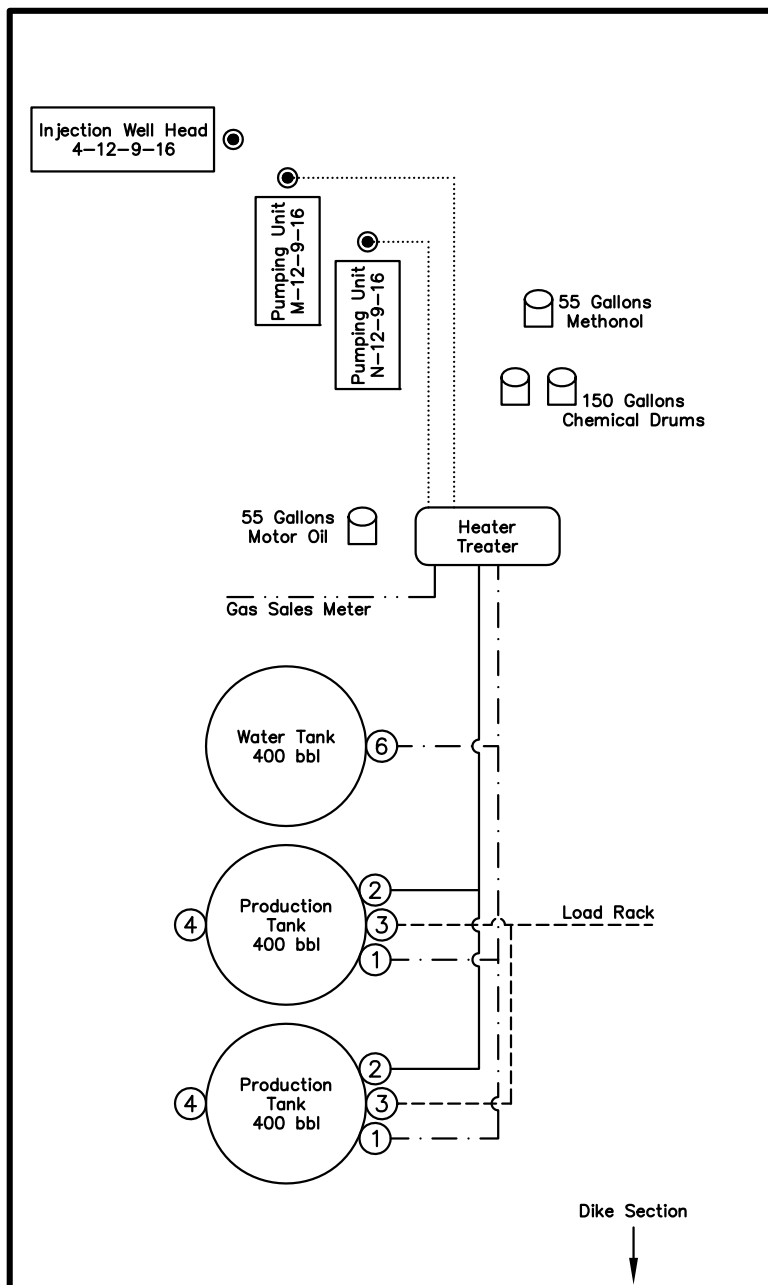 Injection Well Head
4-12-9-16
Pumping Unit
M-12-9-16
Pumping Unit
N-12-9-16
55 Gallons
Methonol
150 Gallons
Chemical Drums
55 Gallons
Motor Oil
Heater
Treater
Gas Sales Meter
Water Tank
400 bbl
6
Production
Tank
400 bbl
2
4
3
Load Rack
1
Production
Tank
400 bbl
2
4
3
1
Dike Section